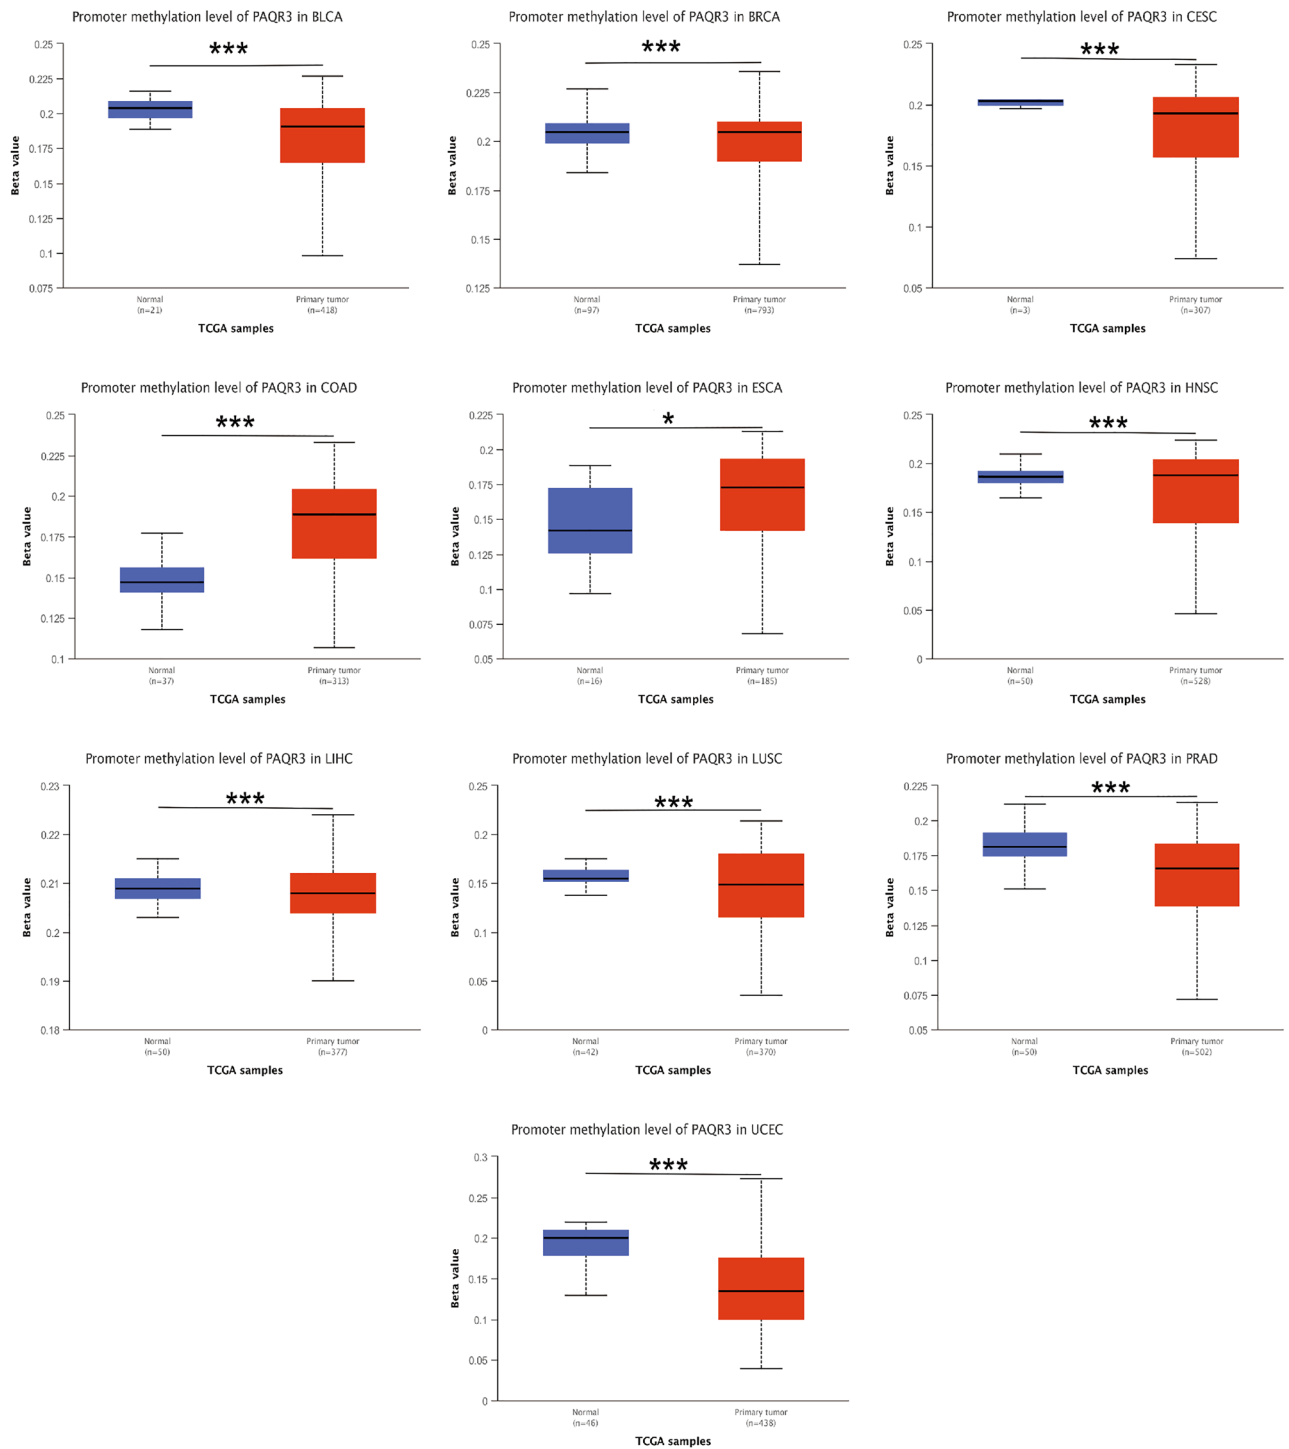 Promoter methylation level of PAQR3 in BLCA
0.25
0.225
0.2
0.175
0.15
0.125
0.1
0.075
Beta value
***
Normal
(n=21)
Primary tumor
(n=418)
TCGA samples
Promoter methylation level of PAQR3 in BRCA
0.25
0.225
0.2
0.175
0.15
0.125
Beta value
***
Normal
(n=97)
Primary tumor
(n=793)
TCGA samples
Promoter methylation level of PAQR3 in CESC
0.25
0.2
0.15
0.1
0.05
Beta value
***
Normal
(n=3)
Primary tumor
(n=307)
TCGA samples
Promoter methylation level of PAQR3 in COAD
0.25
0.225
0.2
0.175
0.15
0.125
0.1
Beta value
***
Normal
(n=37)
Primary tumor
(n=313)
TCGA samples
Promoter methylation level of PAQR3 in ESCA
0.225
0.2
0.175
0.15
0.125
0.1
0.075
0.05
Beta value
*
Normal
(n=16)
Primary tumor
(n=185)
TCGA samples
Promoter methylation level of PAQR3 in HNSC
0.25
0.2
0.15
0.1
0.05
0
Beta value
***
Normal
(n=50)
Primary tumor
(n=528)
TCGA samples
Promoter methylation level of PAQR3 in LIHC
0.23
0.22
0.21
0.2
0.19
0.18
Beta value
***
Normal
(n=50)
Primary tumor
(n=377)
TCGA samples
Promoter methylation level of PAQR3 in LUSC
0.25
0.2
0.15
0.1
0.05
0
Beta value
***
Normal
(n=42)
Primary tumor
(n=370)
TCGA samples
Promoter methylation level of PAQR3 in PRAD
0.225
0.2
0.175
0.15
0.125
0.1
0.075
0.05
Beta value
***
Normal
(n=50)
Primary tumor
(n=502)
TCGA samples
Promoter methylation level of PAQR3 in UCEC
0.3
0.25
0.2
0.15
0.1
0.05
0
Beta value
***
Normal
(n=46)
Primary tumor
(n=438)
TCGA samples